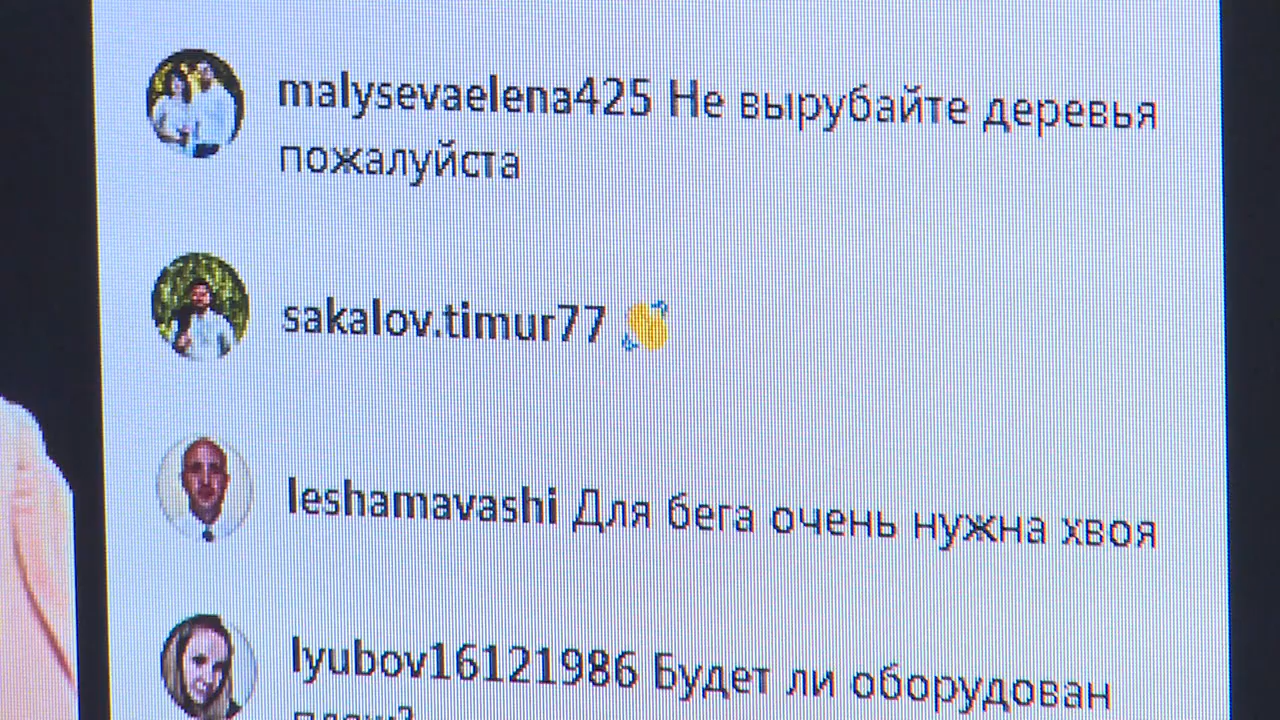 malysevaelena425 Не вырубайте деревья
пожалуйста
sakalov.timur77 👏
leshamavashi Для бега очень нужна хвоя
lyubov16121986 Будет ли оборудован